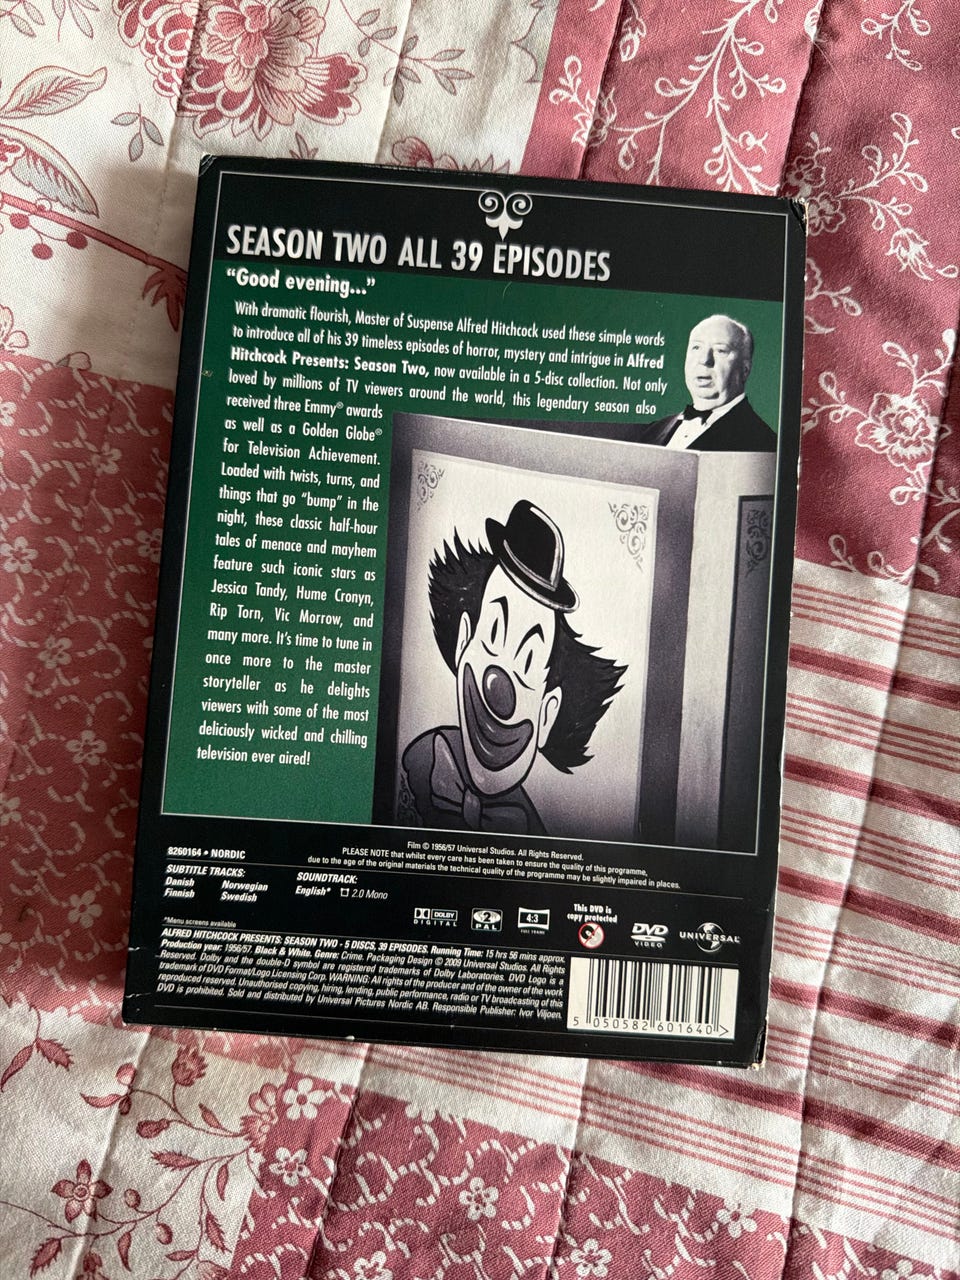 SEASON TWO ALL 39 EPISODES
“Good evening...”
With dramatic flourish, Master of Suspense Alfred Hitchcock used these simple words
to introduce all of his 39 timeless episodes of horror, mystery and intrigue in Alfred
Hitchcock Presents: Season Two, now available in a 5-disc collection. Not only
loved by millions of TV viewers around the world, this legendary season also
received three Emmy® awards
as well as a Golden Globe®
for Television Achievement.
Loaded with twists, turns, and
things that go “bump” in the
night, these classic half-hour
tales of menace and mayhem
feature such iconic stars as
Jessica Tandy, Hume Cronyn,
Rip Torn, Vic Morrow, and
many more. It’s time to tune in
once more to the master
storyteller as he delights
viewers with some of the most
deliciously wicked and chilling
television ever aired!
Film © 1956/57 Universal Studios. All Rights Reserved.
PLEASE NOTE that whilst every care has been taken to ensure the quality of this programme,
due to the age of the original materials the technical quality of the programme may be slightly impaired in places.
8260164 • NORDIC
SUBTITLE TRACKS:
Danish Norwegian
Finnish Swedish
SOUNDTRACK:
English* 2.0 Mono
*Menu screens available
DOLBY
DIGITAL
2
PAL
4:3
FULL FRAME
This DVD is
copy protected
DVD
VIDEO
UNIVERSAL
ALFRED HITCHCOCK PRESENTS: SEASON TWO - 5 DISCS, 39 EPISODES. Running Time: 15 hrs 56 mins approx.
Production year: 1956/57. Black & White. Genre: Crime. Packaging Design © 2009 Universal Studios. All Rights
Reserved. Dolby and the double-D symbol are registered trademarks of Dolby Laboratories. DVD Logo is a
trademark of DVD Format/Logo Licensing Corp. WARNING: All rights of the producer and of the owner of the work
reproduced reserved. Unauthorised copying, hiring, lending, public performance, radio or TV broadcasting of this
DVD is prohibited. Sold and distributed by Universal Pictures Nordic AB. Responsible Publisher: Ivor Viljoen.
5 050582 601640 >